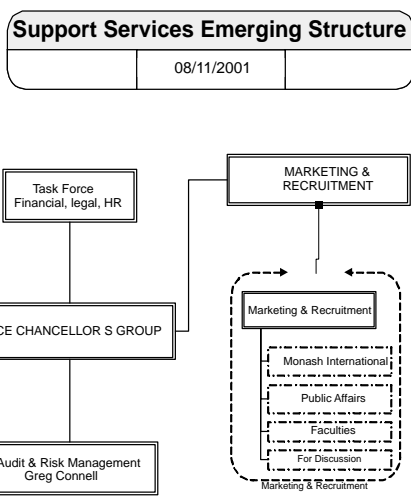 Support Services Emerging Structure
08/11/2001
MARKETING &
RECRUITMENT
Task Force
Financial, legal, HR
CE CHANCELLOR S GROUP
Marketing & Recruitment
Monash International
Public Affairs
Faculties
For Discussion
Marketing & Recruitment
Audit & Risk Management
Greg Connell